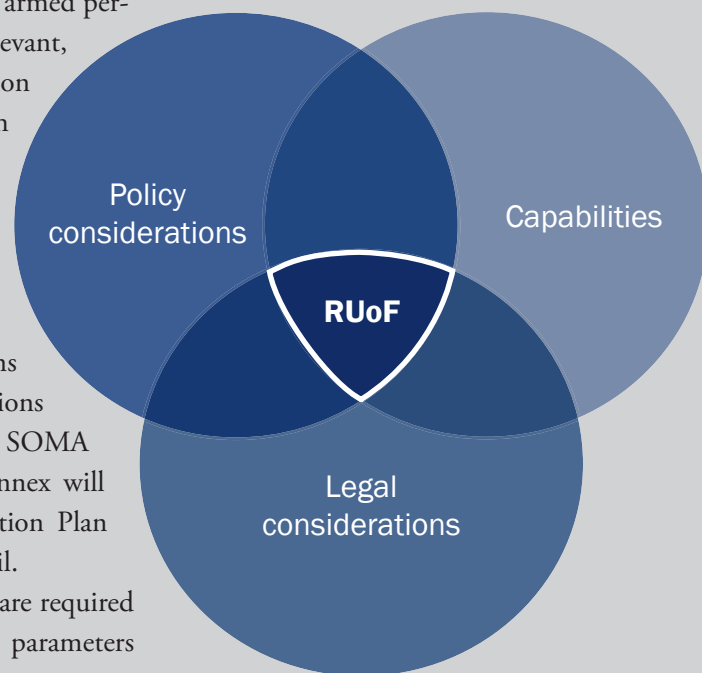 armed per-
evant,
on
Policy
considerations
Capabilities
RUoF
ns
ions
SOMA
nnex will
tion Plan
il.
are required
parameters
Legal
considerations